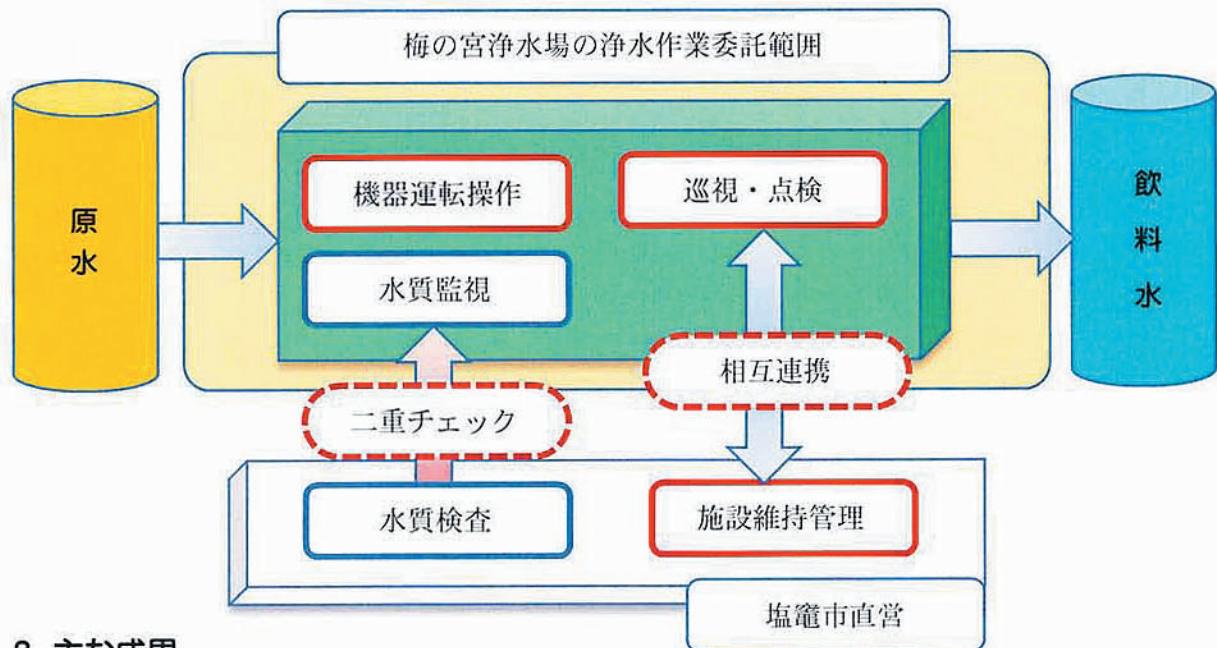 梅の宮浄水場の浄水作業委託範囲
原水
機器運転操作
巡視・点検
飲料水
水質監視
相互連携
二重チェック
水質検査
施設維持管理
塩竈市直営